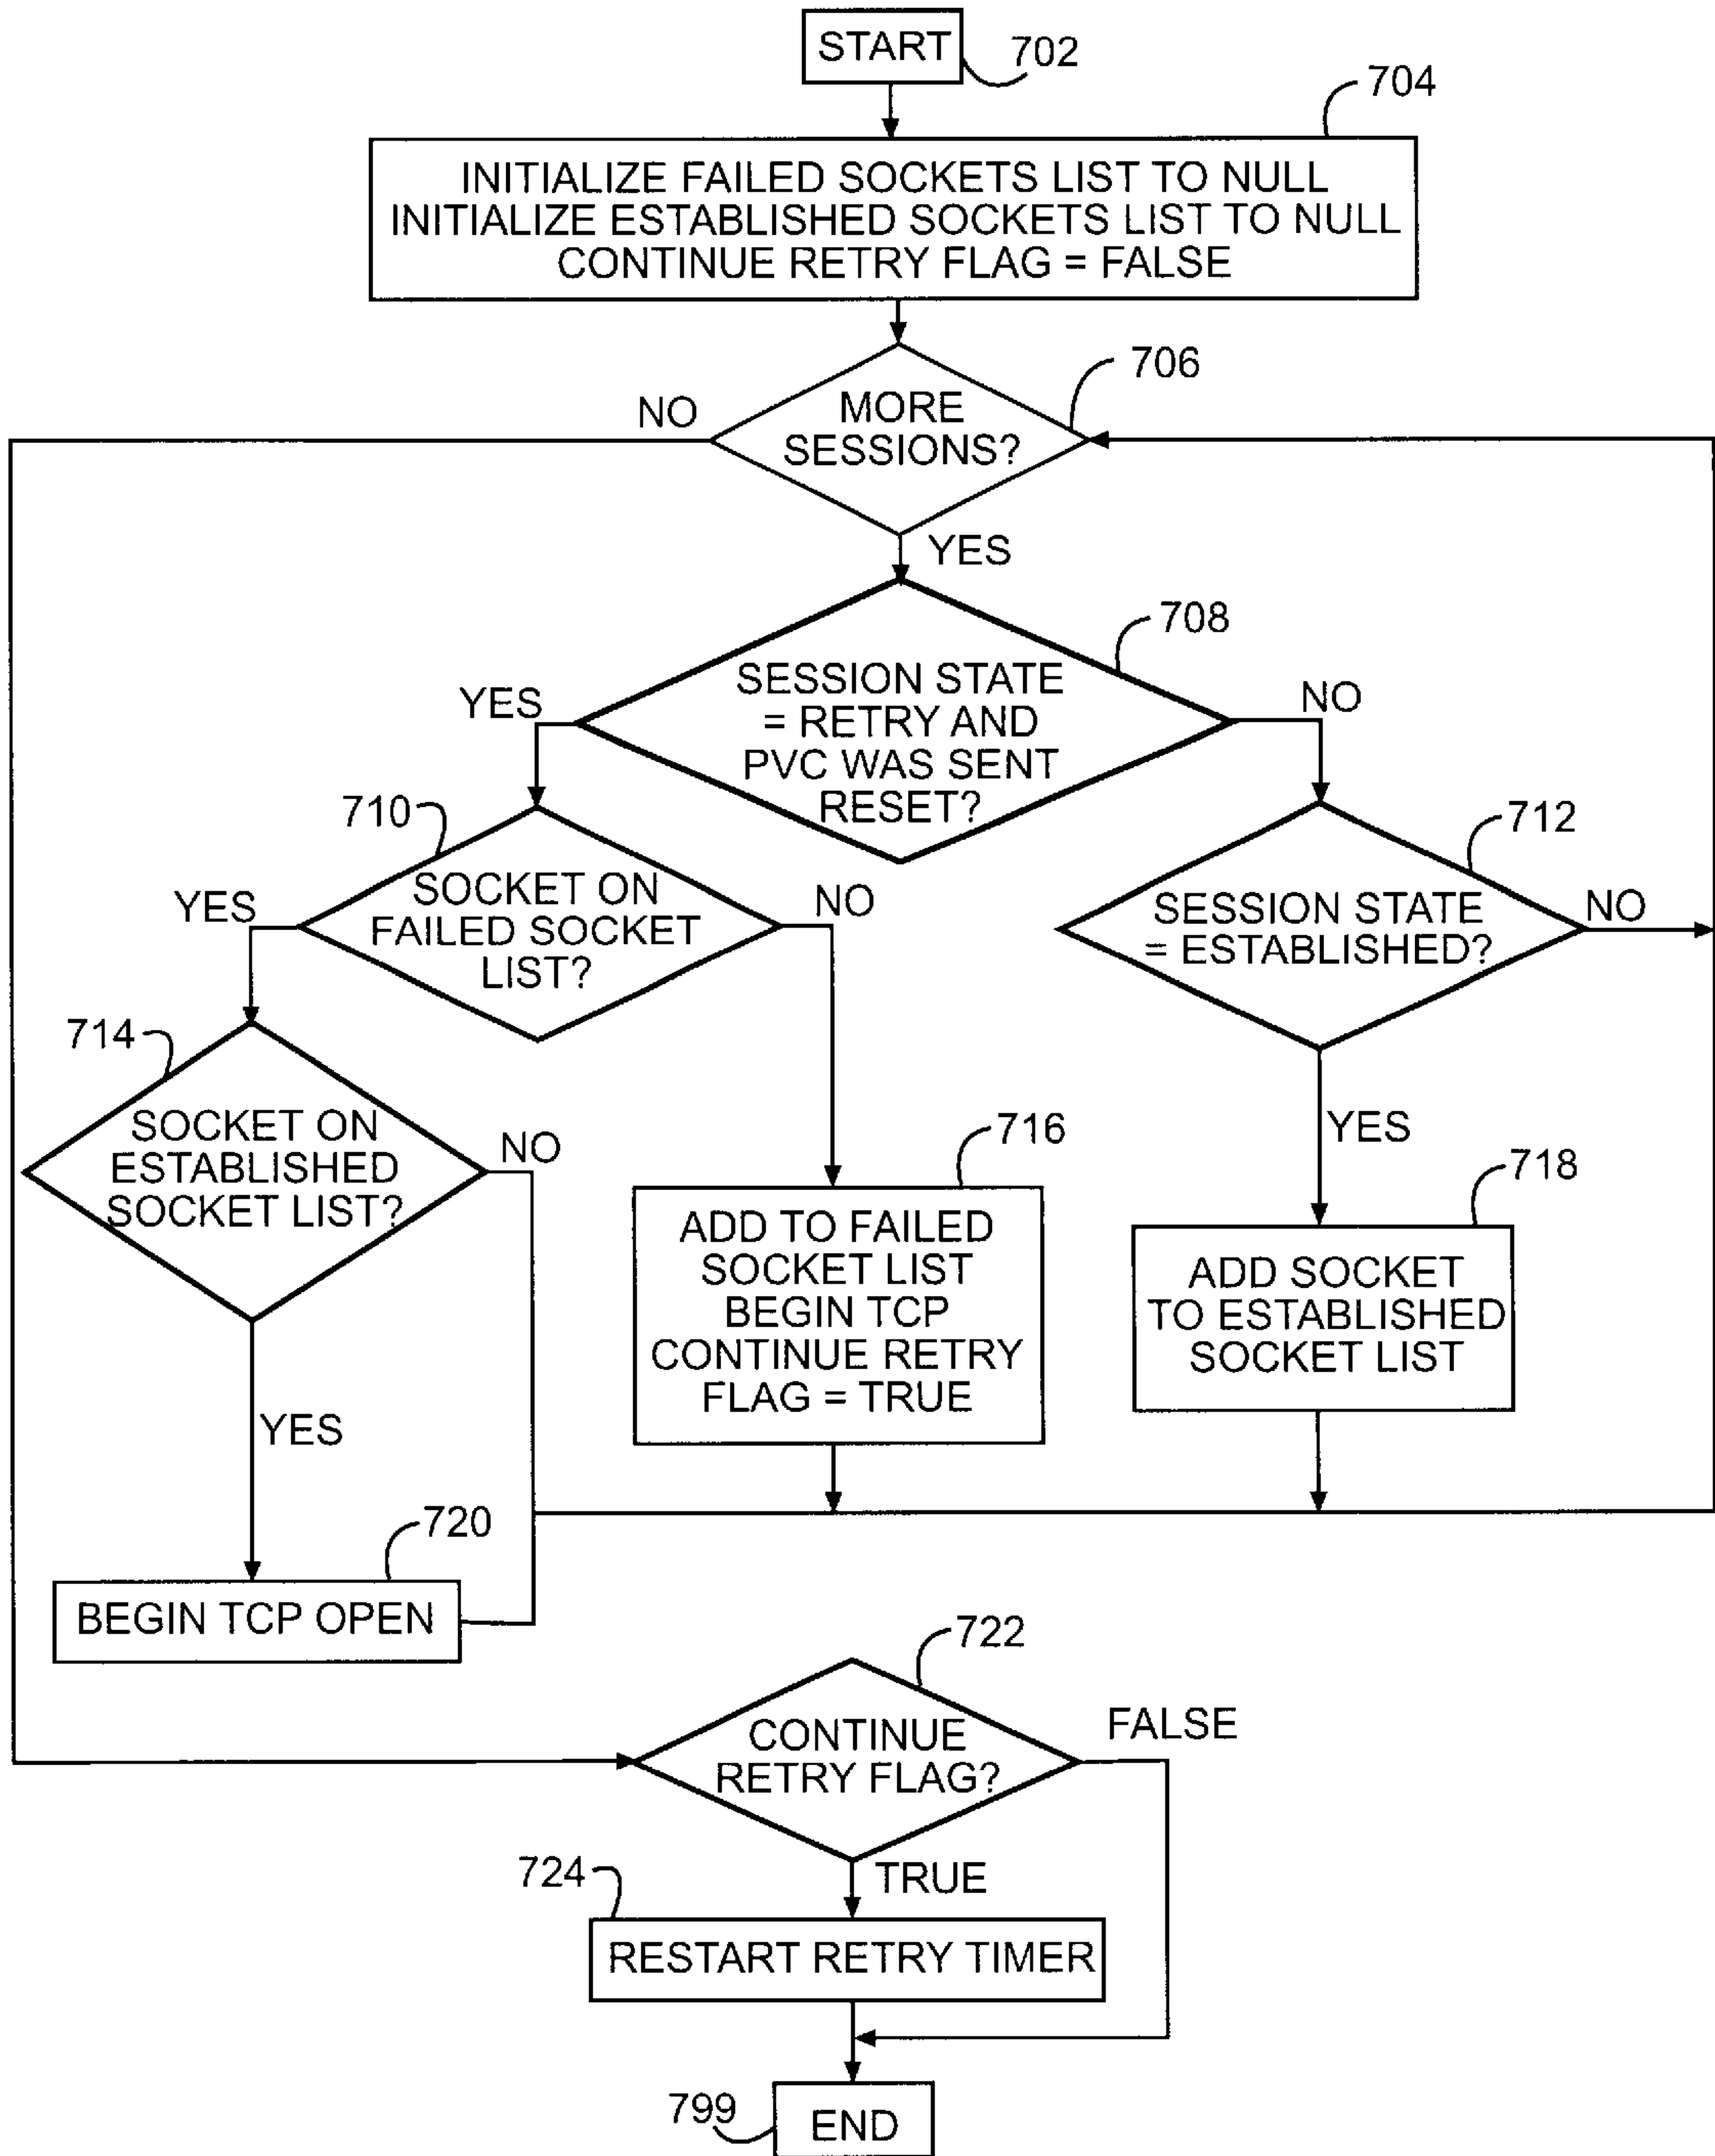 START
702
704
INITIALIZE FAILED SOCKETS LIST TO NULL
INITIALIZE ESTABLISHED SOCKETS LIST TO NULL
CONTINUE RETRY FLAG = FALSE
706
NO
MORE
SESSIONS?
YES
708
YES
SESSION STATE
= RETRY AND
PVC WAS SENT
RESET?
NO
710
SOCKET ON
FAILED SOCKET
LIST?
YES
NO
712
SESSION STATE
= ESTABLISHED?
NO
YES
714
SOCKET ON
ESTABLISHED
SOCKET LIST?
NO
YES
716
ADD TO FAILED
SOCKET LIST
BEGIN TCP
CONTINUE RETRY
FLAG = TRUE
718
ADD SOCKET
TO ESTABLISHED
SOCKET LIST
720
BEGIN TCP OPEN
722
CONTINUE
RETRY FLAG?
FALSE
TRUE
724
RESTART RETRY TIMER
799
END